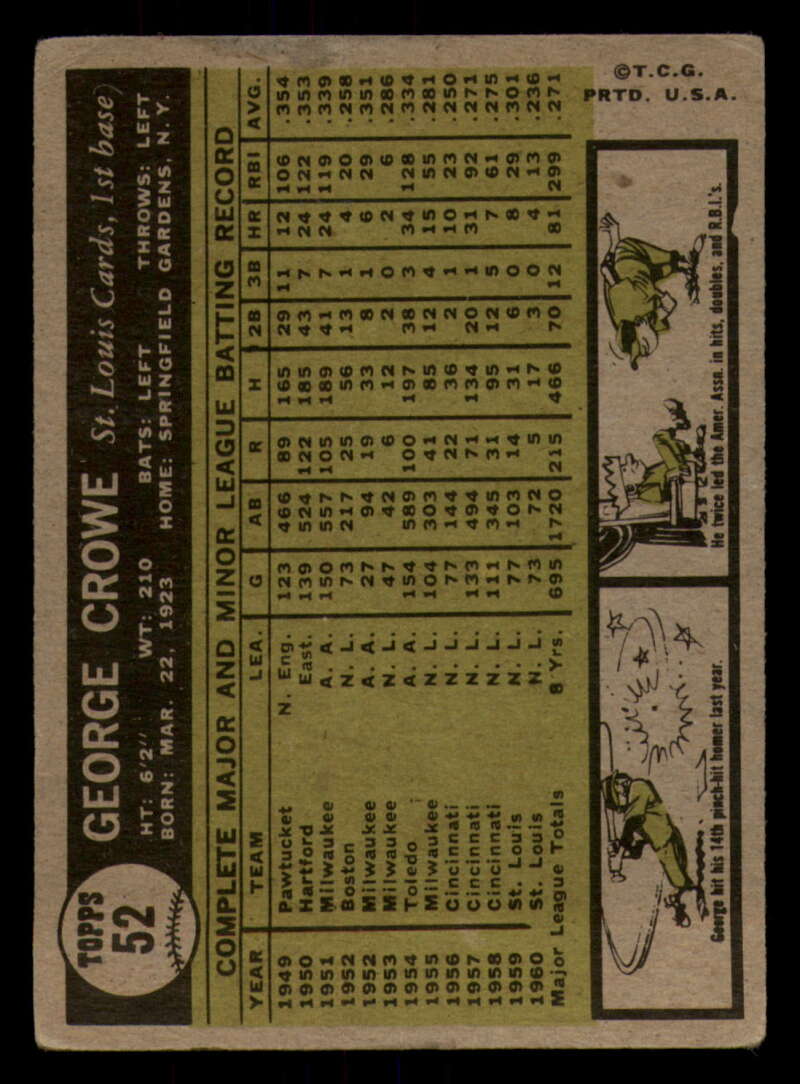 TOPPS
52
GEORGE CROWE St. Louis Cards, 1st base)
HT: 6'2" WT: 210 BATS: LEFT THROWS: LEFT
BORN: MAR. 22, 1923 HOME: SPRINGFIELD GARDENS, N. Y.
COMPLETE MAJOR AND MINOR LEAGUE BATTING RECORD
YEAR TEAM LEA. G AB R H 2B 3B HR RBI AVG.
1949 Pawtucket N. Eng. 123 466 89 165 29 11 12 106 .354
1950 Hartford East. 139 524 122 185 43 7 24 122 .353
1951 Milwaukee A. A. 150 557 105 189 41 7 24 119 .339
1952 Boston N. L. 73 217 25 56 13 1 4 20 .258
1952 Milwaukee A. A. 27 94 19 33 8 1 6 29 .351
1953 Milwaukee N. L. 47 42 6 12 2 0 2 6 .286
1954 Toledo A. A. 154 589 100 197 38 3 34 128 .334
1955 Milwaukee N. L. 104 303 41 85 12 4 15 55 .281
1956 Cincinnati N. L. 77 144 22 36 2 1 10 23 .250
1957 Cincinnati N. L. 133 494 71 134 20 1 31 92 .271
1958 Cincinnati N. L. 111 345 31 95 12 5 7 61 .275
1959 St. Louis N. L. 77 103 14 31 6 0 8 29 .301
1960 St. Louis N. L. 73 72 5 17 3 0 4 13 .236
Major League Totals 8 Yrs. 695 1720 215 466 70 12 81 299 .271
George hit his 14th pinch-hit homer last year.
He twice led the Amer. Assn. in hits, doubles, and R.B.I.'s.
©T.C.G.
PRTD. U.S.A.